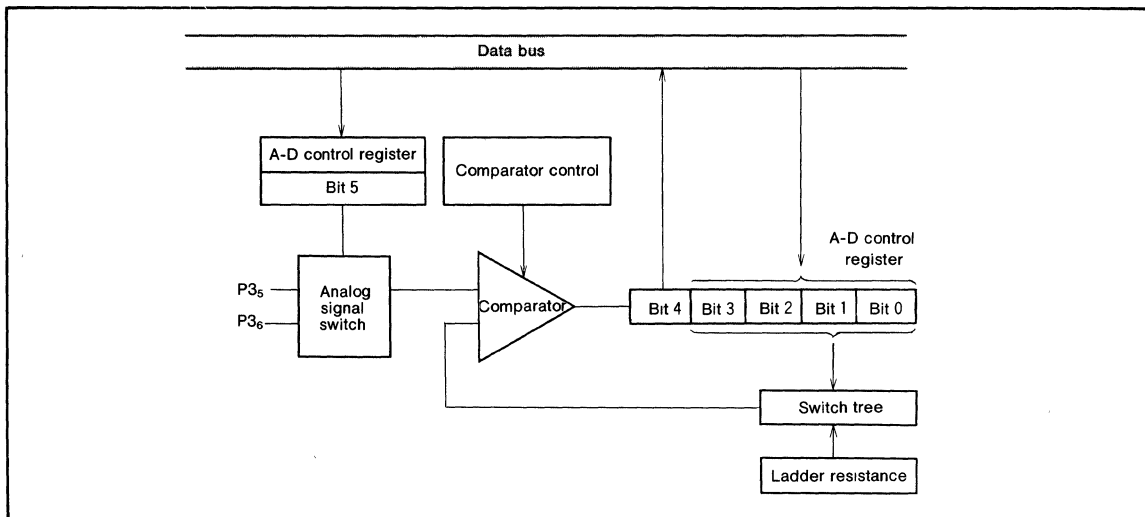 Data bus
A-D control register
Bit 5
Comparator control
A-D control
register
P3₅
P3₆
Analog
signal
switch
Comparator
Bit 4
Bit 3
Bit 2
Bit 1
Bit 0
Switch tree
Ladder resistance